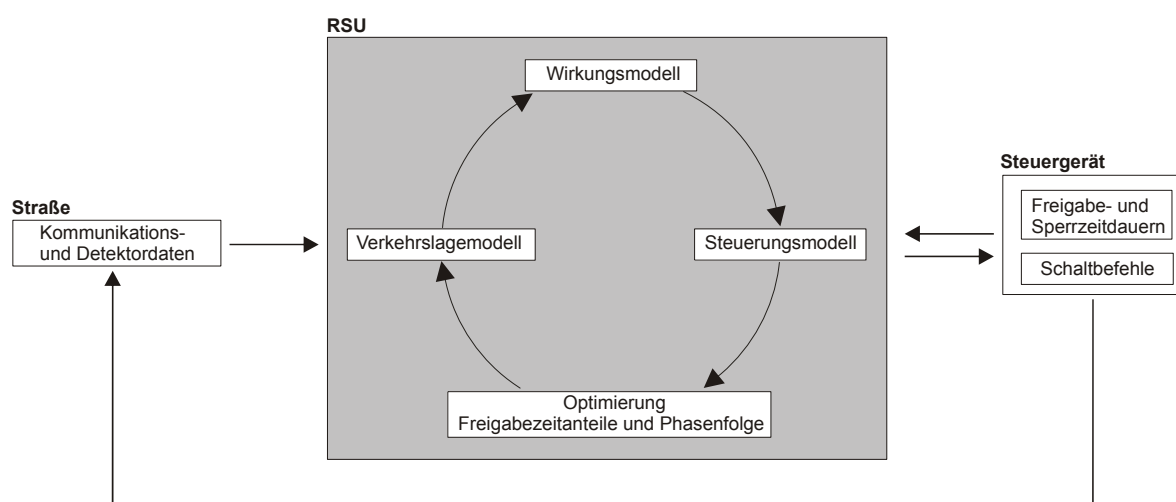 RSU
Wirkungsmodell
Steuergerät
Freigabe- und
Sperrzeitdauern
Straße
Kommunikations-
und Detektordaten
Verkehrslagemodell
Steuerungsmodell
Schaltbefehle
Optimierung
Freigabezeitanteile und Phasenfolge